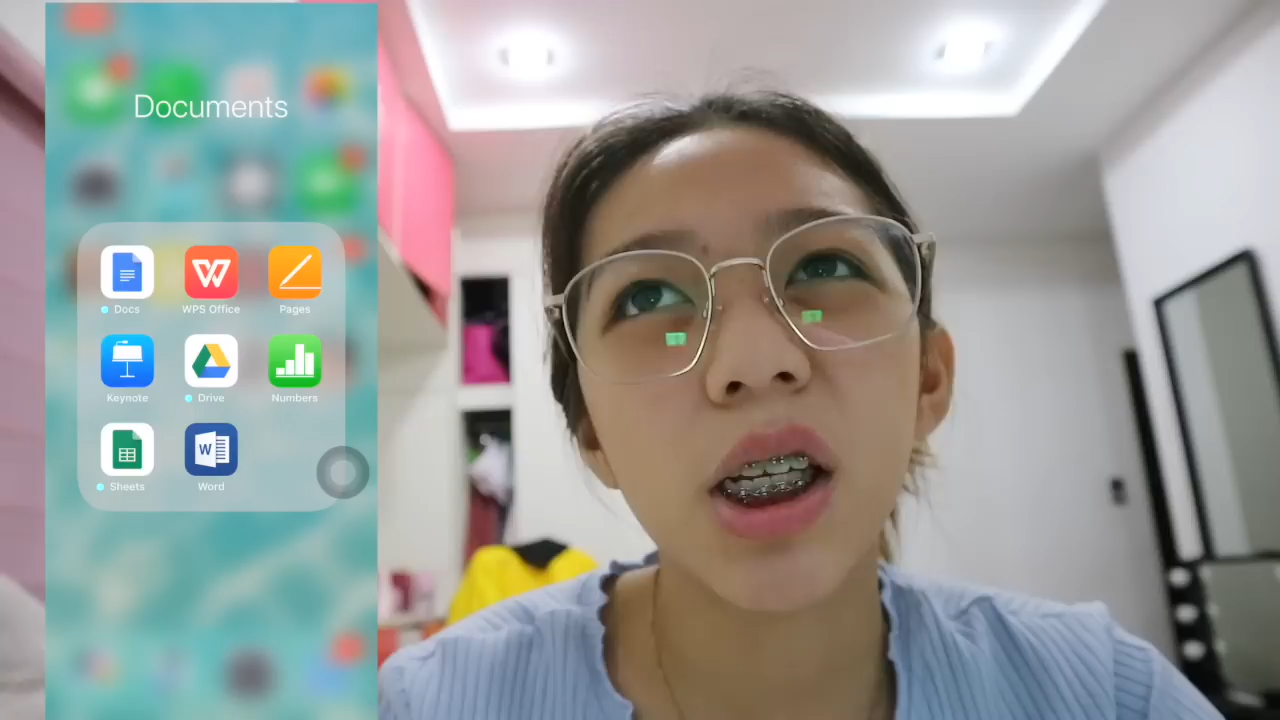 Documents
Docs
WPS Office
Pages
Keynote
Drive
Numbers
Sheets
W
Word